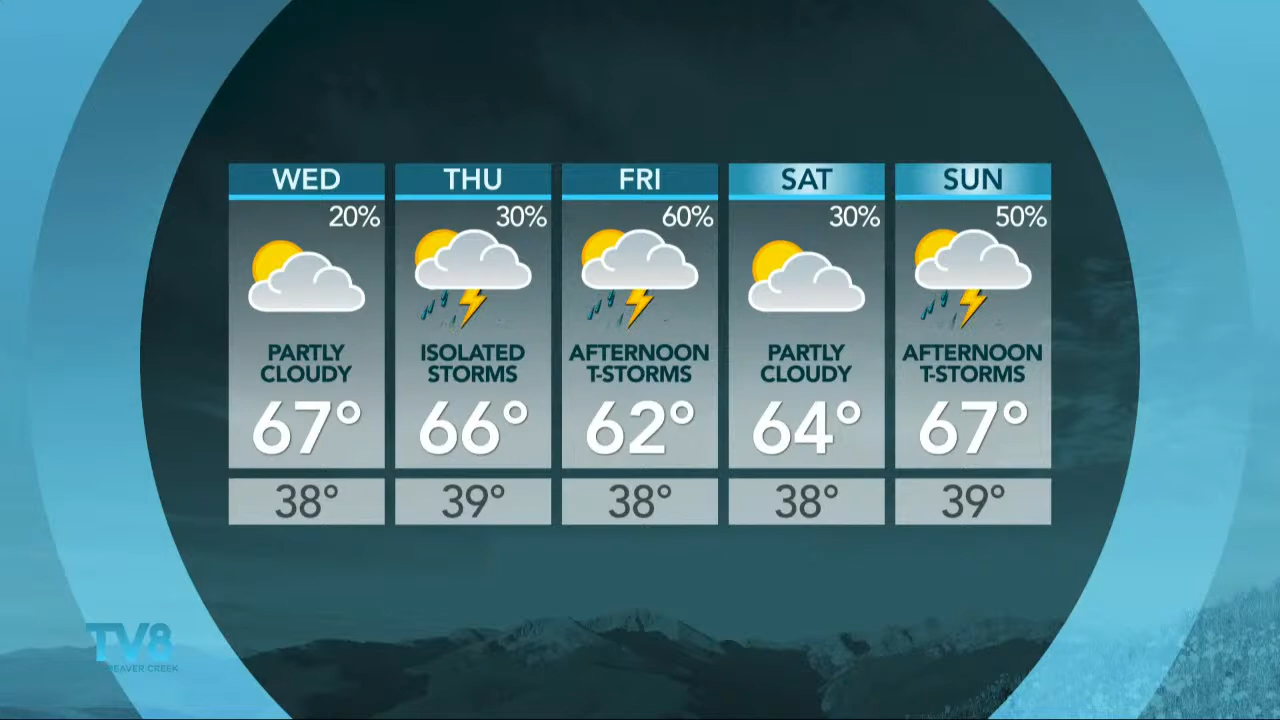 WED THU FRI SAT SUN
20% 30% 60% 30% 50%
PARTLY CLOUDY
ISOLATED STORMS
AFTERNOON T-STORMS
PARTLY CLOUDY
AFTERNOON T-STORMS
67° 66° 62° 64° 67°
38° 39° 38° 38° 39°
TV8
BEAVER CREEK